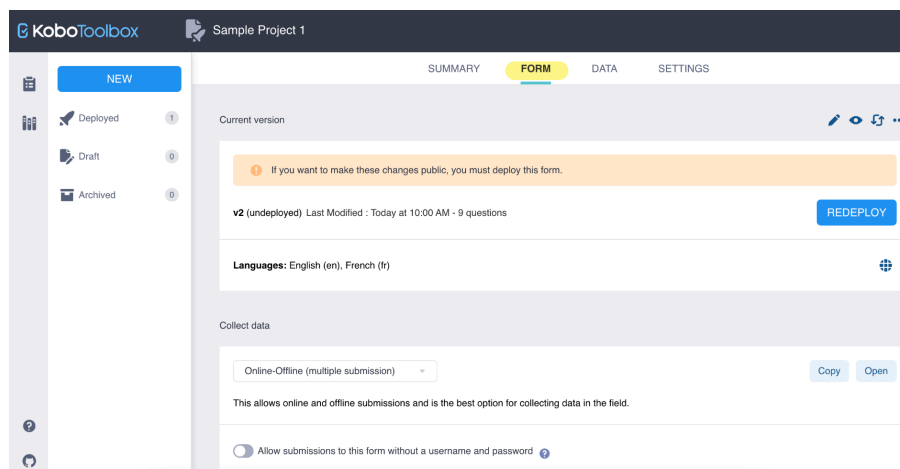 KoboToolbox
Sample Project 1
NEW
Deployed 1
Draft 0
Archived 0
SUMMARY FORM DATA SETTINGS
Current version
If you want to make these changes public, you must deploy this form.
v2 (undeployed) Last Modified : Today at 10:00 AM - 9 questions
REDEPLOY
Languages: English (en), French (fr)
Collect data
Online-Offline (multiple submission)
Copy Open
This allows online and offline submissions and is the best option for collecting data in the field.
Allow submissions to this form without a username and password